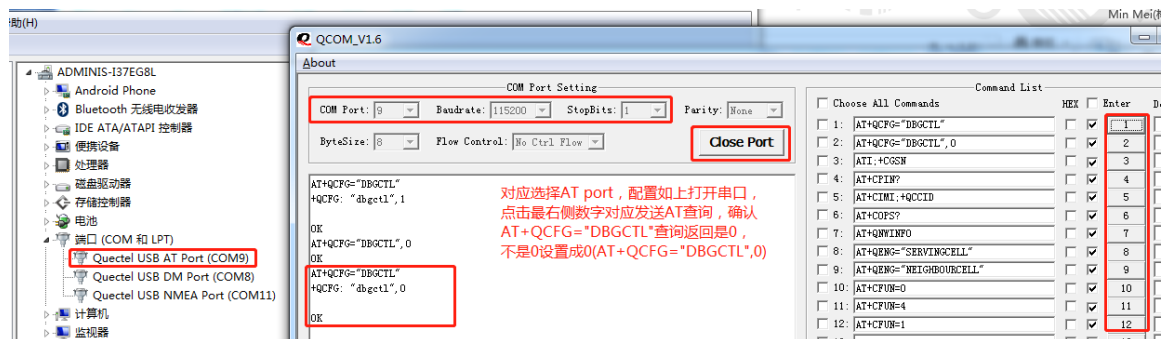 助(H)
Min Mei(
QCOM_V1.6
About
ADMINIS-I37EG8L
Android Phone
Bluetooth 无线电收发器
IDE ATA/ATAPI 控制器
便携设备
处理器
磁盘驱动器
存储控制器
电池
端口 (COM 和 LPT)
Quectel USB AT Port (COM9)
Quectel USB DM Port (COM8)
Quectel USB NMEA Port (COM11)
计算机
监视器
COM Port Setting
COM Port: 9 Baudrate: 115200 StopBits: 1 Parity: None
ByteSize: 8 Flow Control: No Ctrl Flow Close Port
AT+QCFG="DBGCTL"
+QCFG: "dbgctl",1
OK
AT+QCFG="DBGCTL",0
OK
AT+QCFG="DBGCTL"
+QCFG: "dbgctl",0
OK
对应选择AT port，配置如上打开串口，
点击最右侧数字对应发送AT查询，确认
AT+QCFG="DBGCTL"查询返回是0，
不是0设置成0(AT+QCFG="DBGCTL",0)
Command List
Choose All Commands HEX Enter
1: AT+QCFG="DBGCTL" 1
2: AT+QCFG="DBGCTL",0 2
3: ATI;+CGSN 3
4: AT+CPIN? 4
5: AT+CIMI;+QCCID 5
6: AT+COPS? 6
7: AT+QNWINFO 7
8: AT+QENG="SERVINGCELL" 8
9: AT+QENG="NEIGHBOURCELL" 9
10: AT+CFUN=0 10
11: AT+CFUN=4 11
12: AT+CFUN=1 12